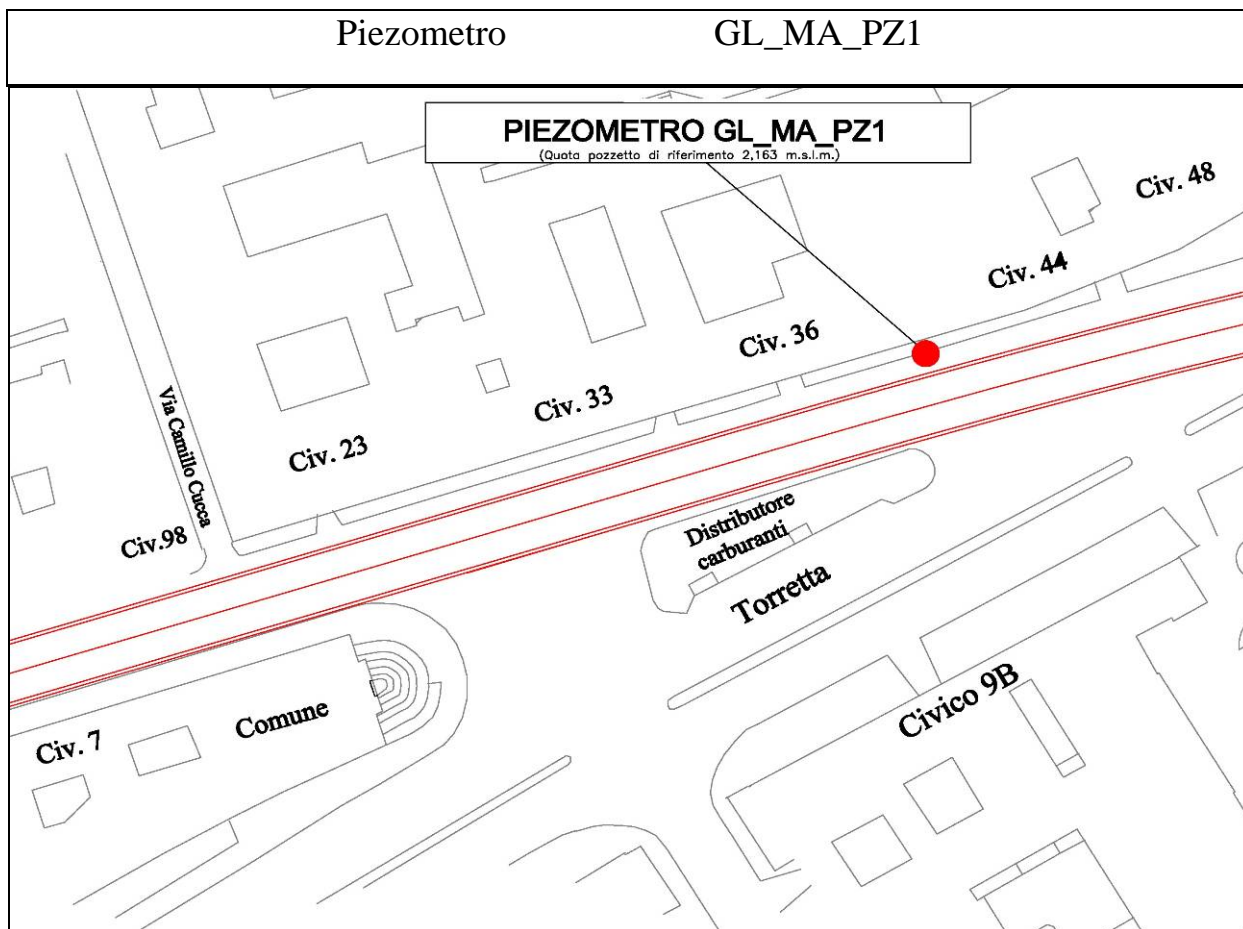 Piezometro GL_MA_PZ1
PIEZOMETRO GL_MA_PZ1
(Quota pozzetto di riferimento 2,163 m.s.l.m.)
Civ. 48
Civ. 44
Civ. 36
Civ. 33
Civ. 23
Via Camillo Cucca
Civ.98
Distributore
carburanti
Torretta
Civico 9B
Comune
Civ. 7